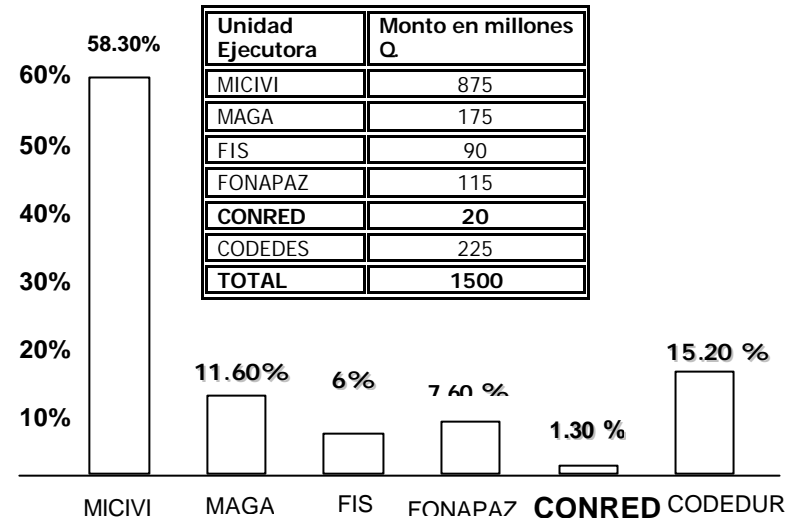 58.30%
Unidad Ejecutora Monto en millones Q.
MICIVI 875
MAGA 175
FIS 90
FONAPAZ 115
CONRED 20
CODEDES 225
TOTAL 1500
60%
50%
40%
30%
20%
10%
11.60%
6%
7.60 %
1.30 %
15.20 %
MICIVI MAGA FIS FONAPAZ CONRED CODEDUR